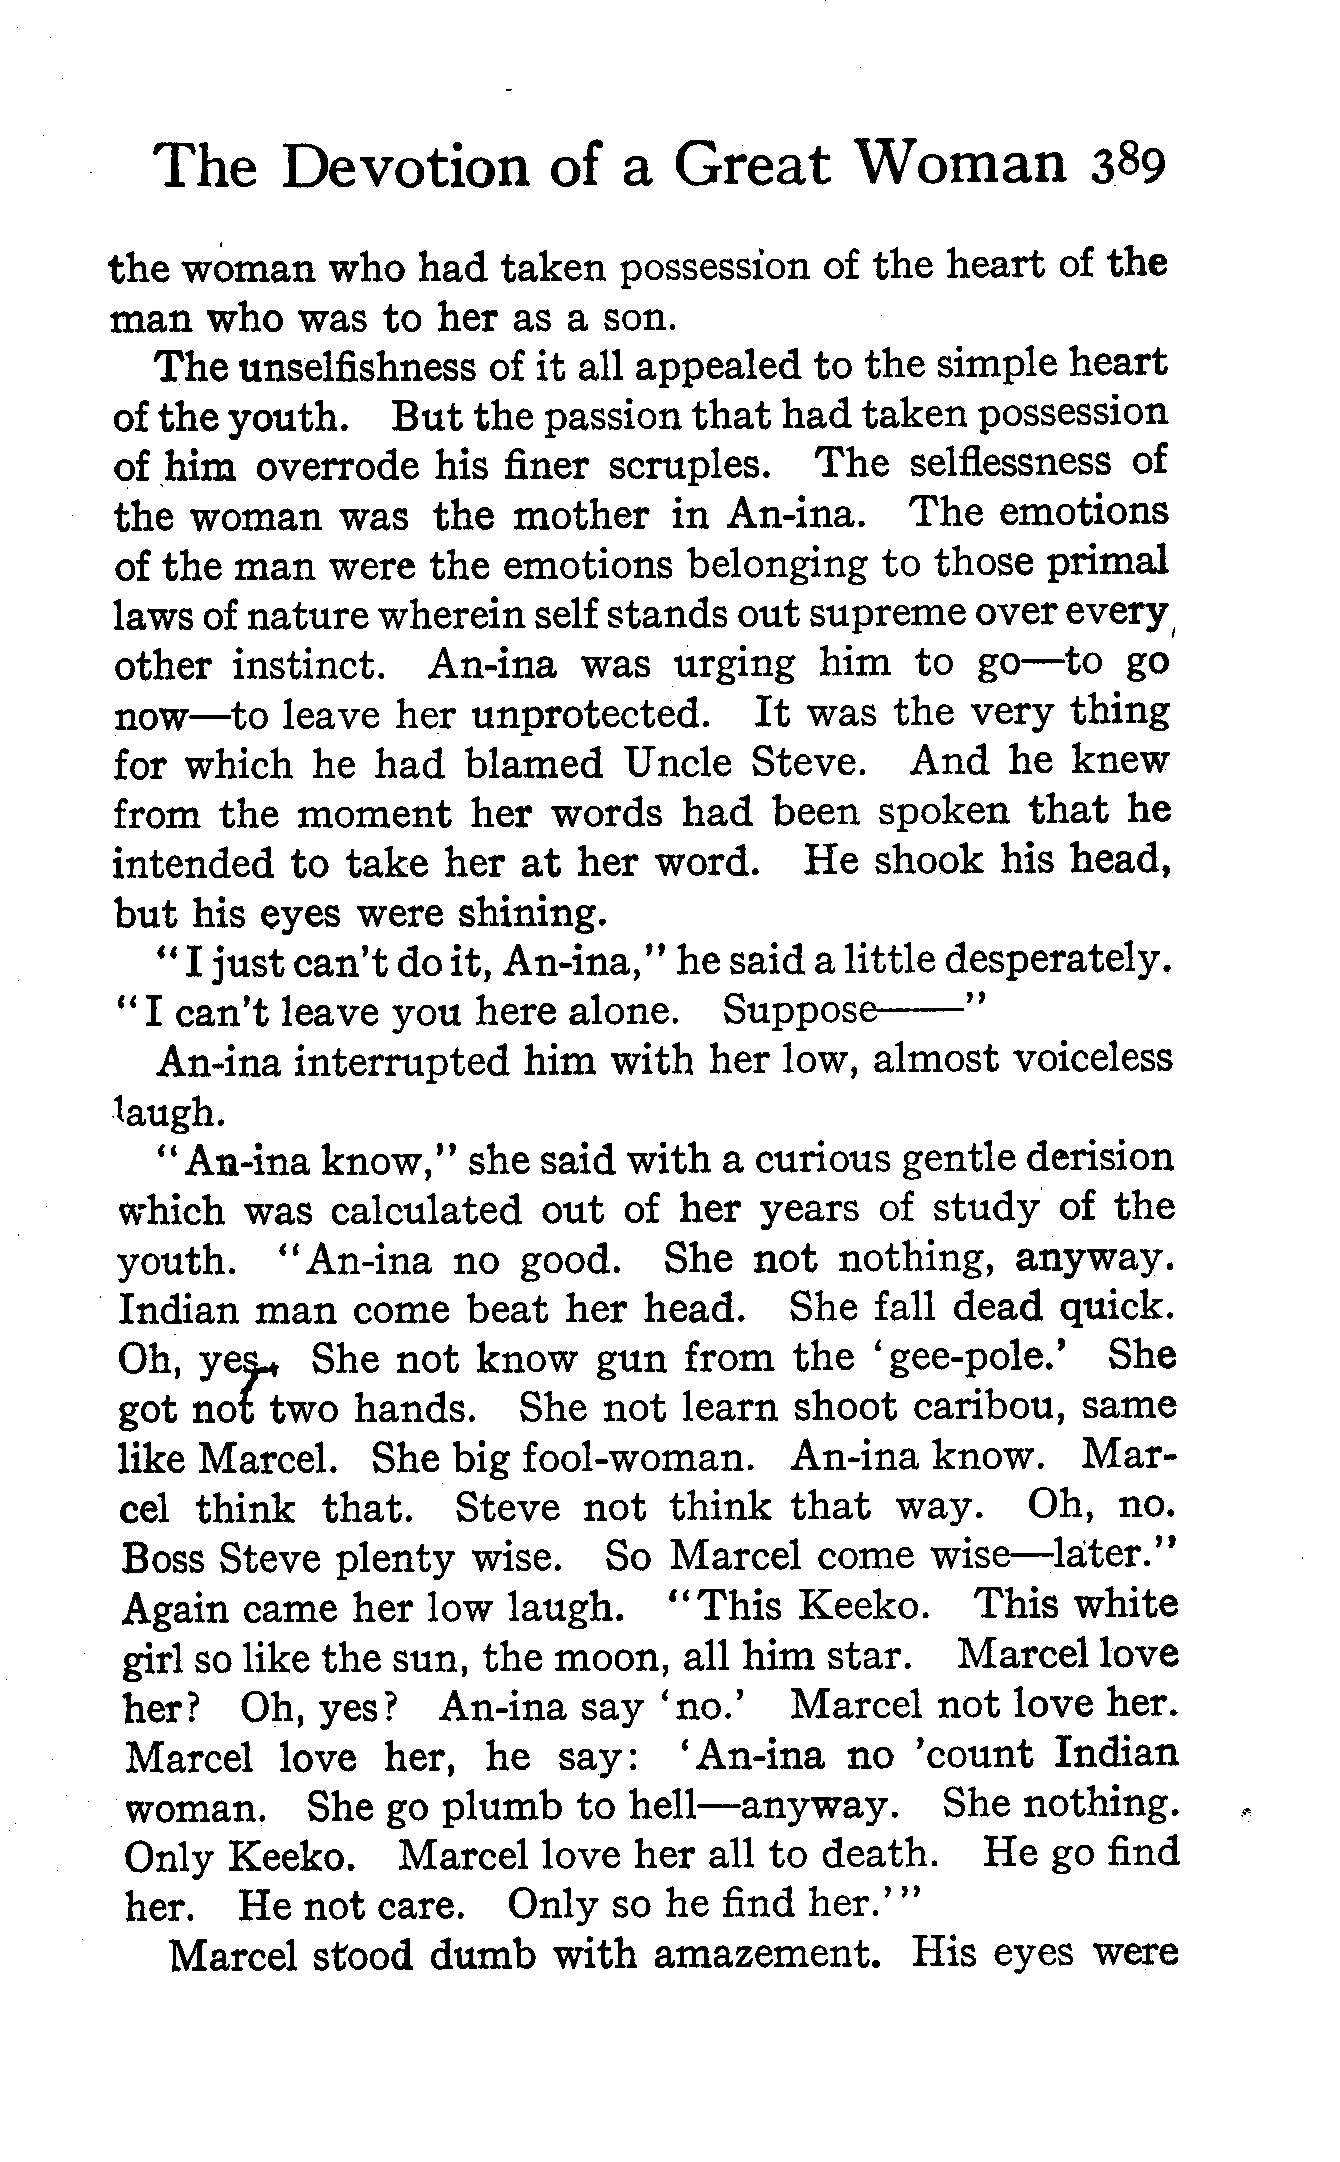 The Devotion of a Great Woman 389
the woman who had taken possession of the heart of the
man who was to her as a son.
The unselfishness of it all appealed to the simple heart
of the youth. But the passion that had taken possession
of him overrode his finer scruples. The selflessness of
the woman was the mother in An-ina. The emotions
of the man were the emotions belonging to those primal
laws of nature wherein self stands out supreme over every
other instinct. An-ina was urging him to go—to go
now—to leave her unprotected. It was the very thing
for which he had blamed Uncle Steve. And he knew
from the moment her words had been spoken that he
intended to take her at her word. He shook his head,
but his eyes were shining.
"I just can't do it, An-ina," he said a little desperately.
"I can't leave you here alone. Suppose——"
An-ina interrupted him with her low, almost voiceless
laugh.
"An-ina know," she said with a curious gentle derision
which was calculated out of her years of study of the
youth. "An-ina no good. She not nothing, anyway.
Indian man come beat her head. She fall dead quick.
Oh, yes. She not know gun from the 'gee-pole.' She
got not two hands. She not learn shoot caribou, same
like Marcel. She big fool-woman. An-ina know. Mar-
cel think that. Steve not think that way. Oh, no.
Boss Steve plenty wise. So Marcel come wise—later."
Again came her low laugh. "This Keeko. This white
girl so like the sun, the moon, all him star. Marcel love
her? Oh, yes? An-ina say 'no.' Marcel not love her.
Marcel love her, he say: 'An-ina no 'count Indian
woman. She go plumb to hell—anyway. She nothing.
Only Keeko. Marcel love her all to death. He go find
her. He not care. Only so he find her.'"
Marcel stood dumb with amazement. His eyes were